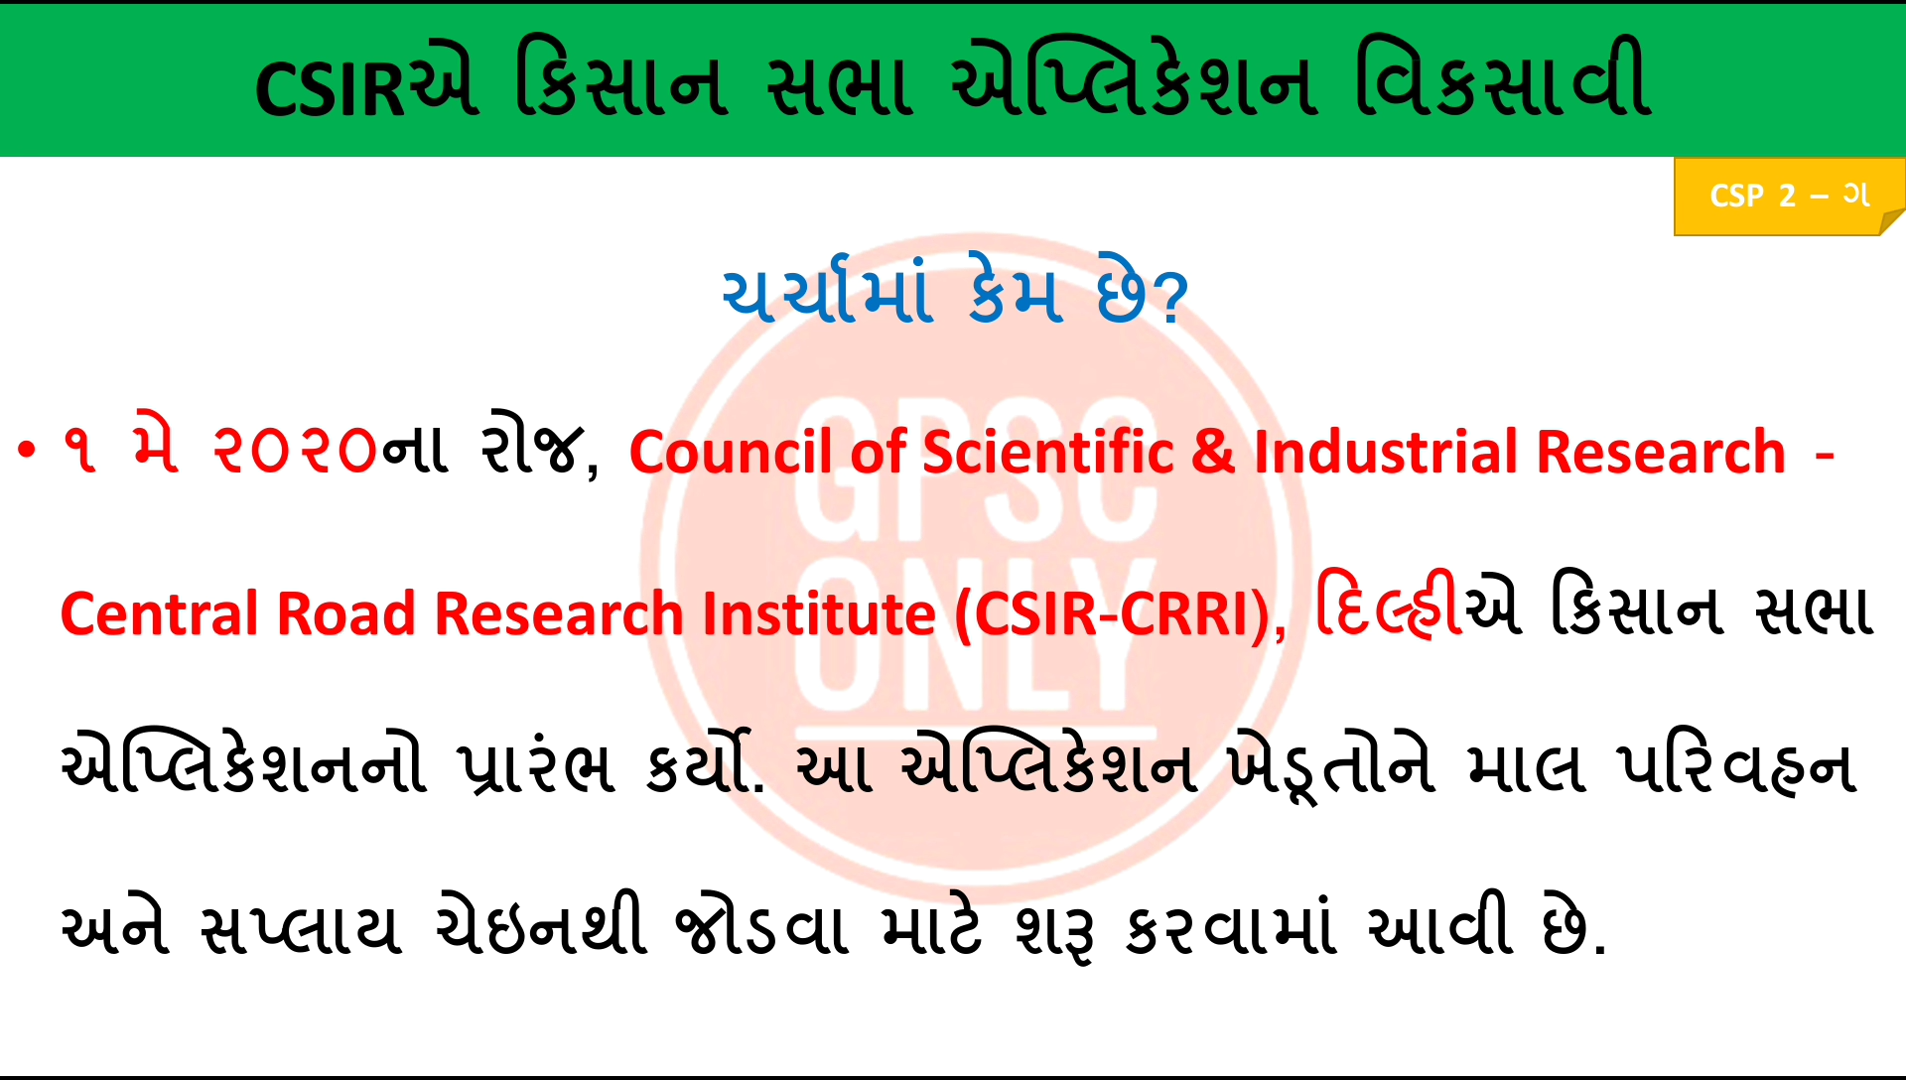 CSIRએ કિસાન સભા એપ્લિકેશન વિકસાવી
CSP 2 – ગ
ચર્ચામાં કેમ છે?
• ૧ મે ૨૦૨૦ના રોજ, Council of Scientific & Industrial Research -
Central Road Research Institute (CSIR-CRRI), દિલ્હીએ કિસાન સભા
એપ્લિકેશનનો પ્રારંભ કર્યો. આ એપ્લિકેશન ખેડૂતોને માલ પરિવહન
અને સપ્લાય ચેઇનથી જોડવા માટે શરૂ કરવામાં આવી છે.
GPSC
ONLY